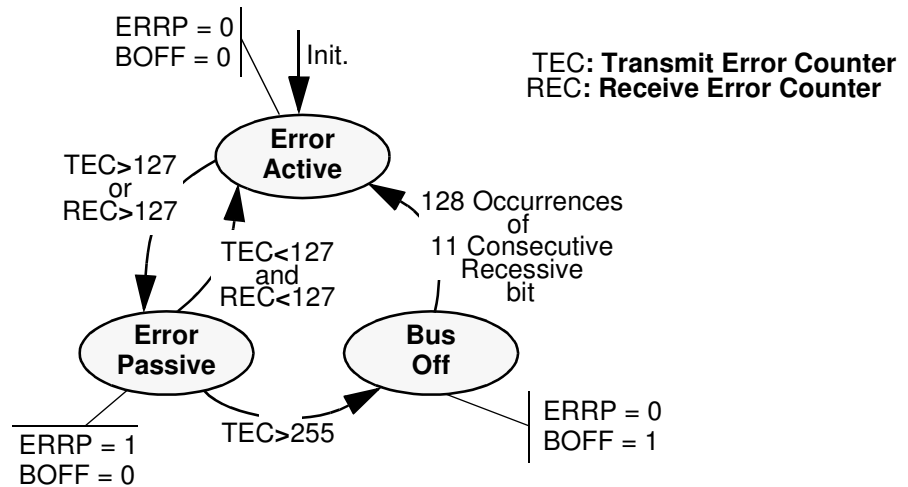 ERRP = 0
BOFF = 0
Init.
TEC: Transmit Error Counter
REC: Receive Error Counter
Error
Active
TEC>127
or
REC>127
TEC<127
and
REC<127
128 Occurrences
of
11 Consecutive
Recessive
bit
Error
Passive
Bus
Off
TEC>255
ERRP = 1
BOFF = 0
ERRP = 0
BOFF = 1